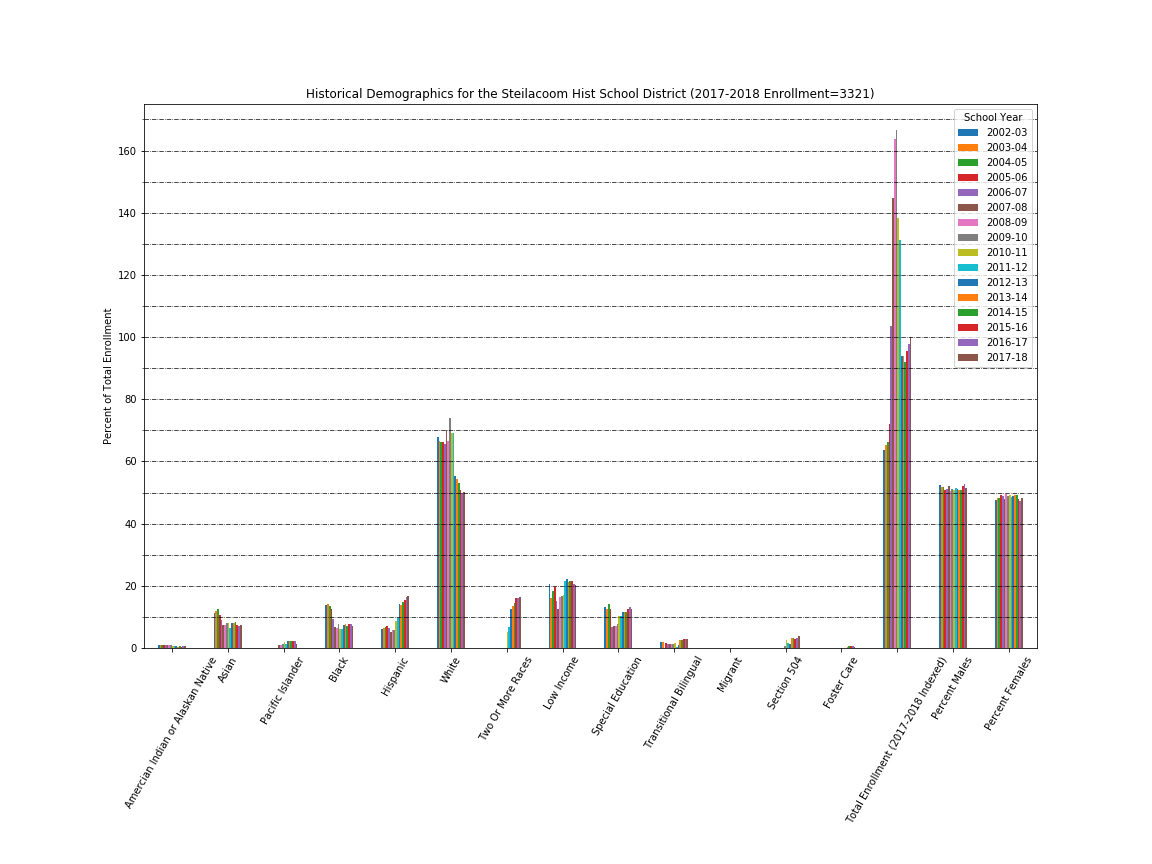 Historical Demographics for the Steilacoom Hist School District (2017-2018 Enrollment=3321)
Percent of Total Enrollment
160
140
120
100
80
60
40
20
0
School Year
2002-03
2003-04
2004-05
2005-06
2006-07
2007-08
2008-09
2009-10
2010-11
2011-12
2012-13
2013-14
2014-15
2015-16
2016-17
2017-18
Amercian Indian or Alaskan Native
Asian
Pacific Islander
Black
Hispanic
White
Two Or More Races
Low Income
Special Education
Transitional Bilingual
Migrant
Section 504
Foster Care
Total Enrollment (2017-2018 Indexed)
Percent Males
Percent Females